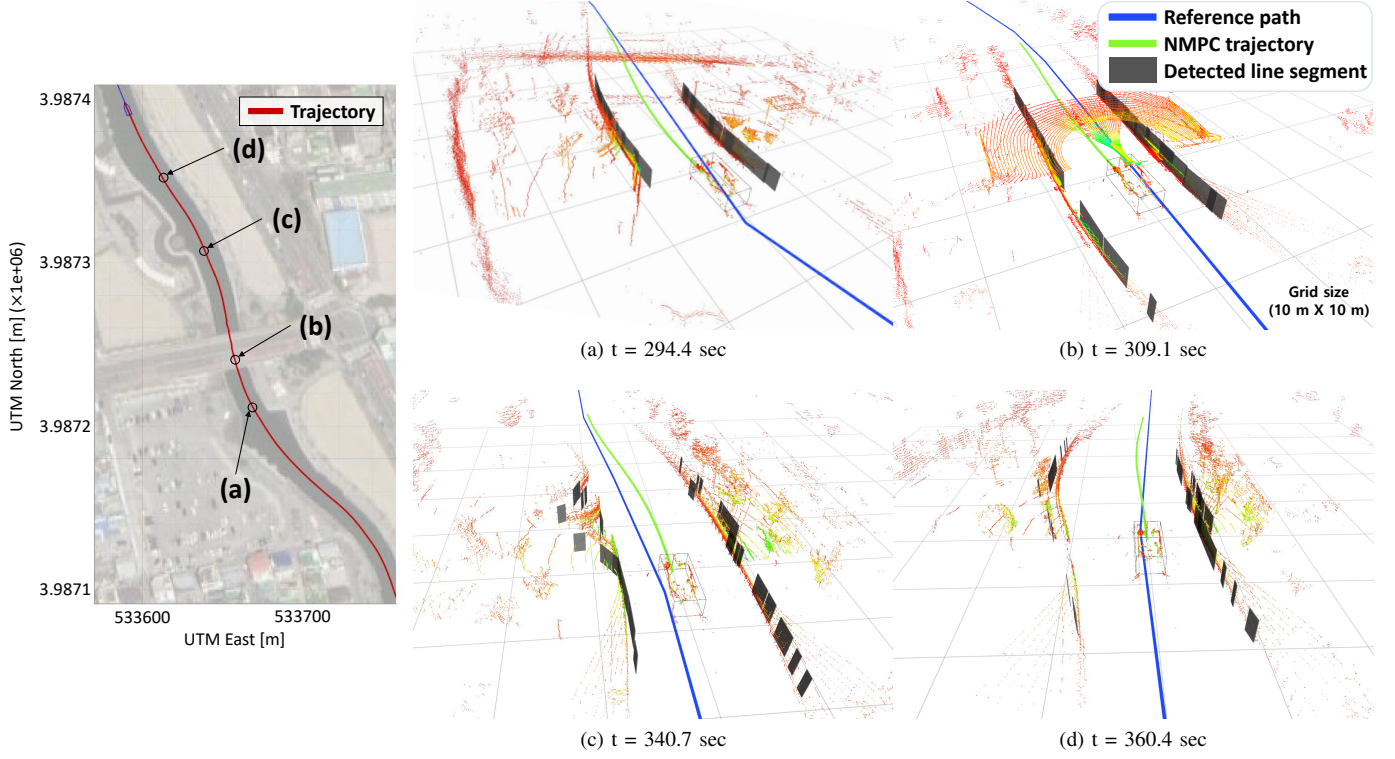 3.9874
3.9873
3.9872
3.9871
UTM North [m] (×1e+06)
533600
533700
UTM East [m]
Trajectory
(d)
(c)
(b)
(a)
Reference path
NMPC trajectory
Detected line segment
Grid size
(10 m X 10 m)
(a) t = 294.4 sec
(b) t = 309.1 sec
(c) t = 340.7 sec
(d) t = 360.4 sec